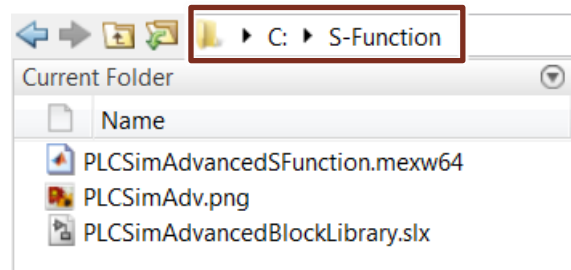 C: S-Function
Current Folder
Name
PLCSimAdvancedSFunction.mexw64
PLCSimAdv.png
PLCSimAdvancedBlockLibrary.slx